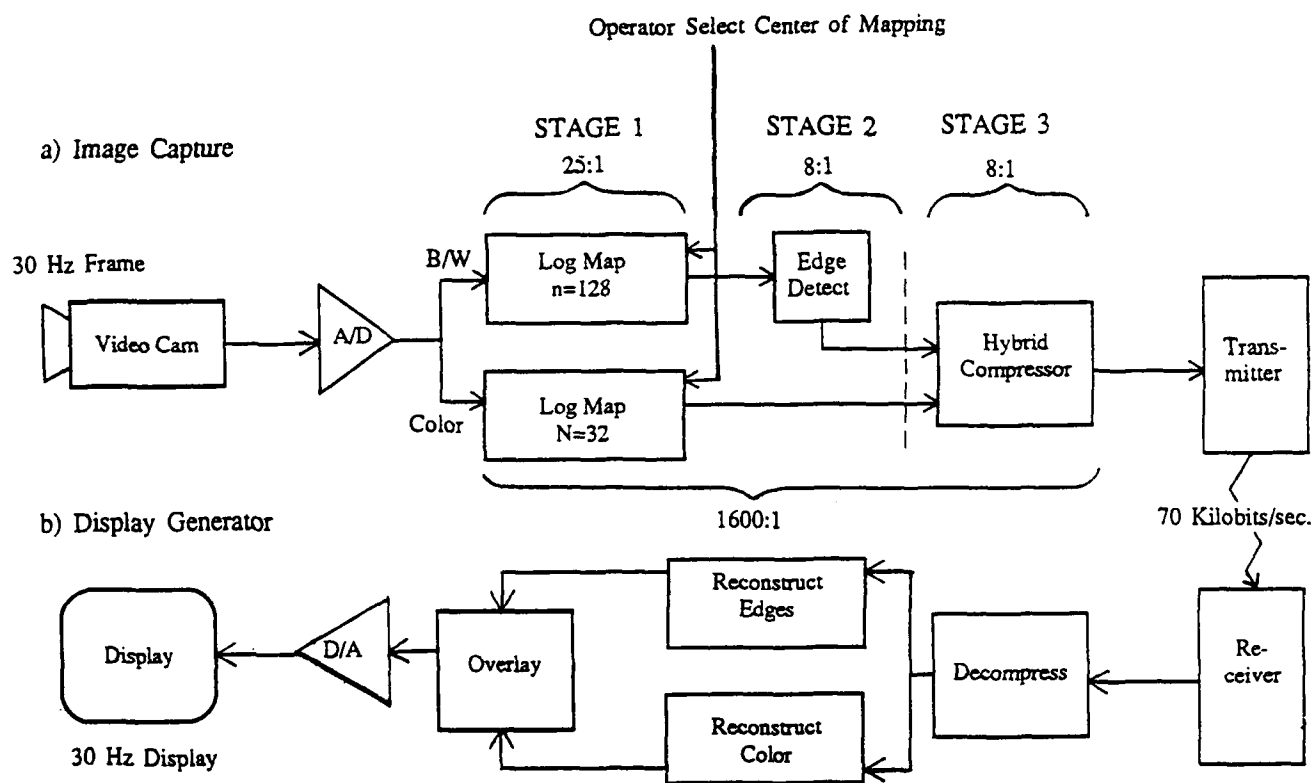 Operator Select Center of Mapping
a) Image Capture
STAGE 1
STAGE 2
STAGE 3
25:1
8:1
8:1
30 Hz Frame
Video Cam
A/D
B/W
Color
Log Map
n=128
Log Map
N=32
Edge
Detect
Hybrid
Compressor
Trans-
mitter
1600:1
70 Kilobits/sec.
b) Display Generator
Display
30 Hz Display
D/A
Overlay
Reconstruct
Edges
Reconstruct
Color
Decompress
Re-
ceiver